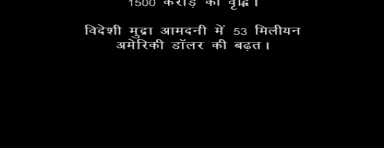 1500 करोड़ की वृद्धि।
विदेशी मुद्रा आमदनी में 53 मिलीयन
अमेरिकी डॉलर की बढ़त।